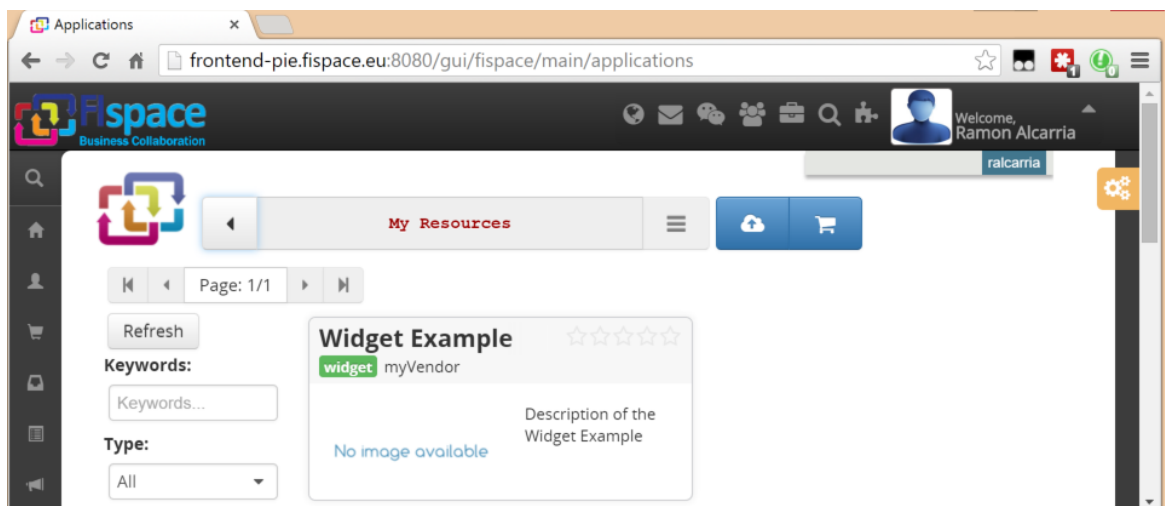 Applications
frontend-pie.fispace.eu:8080/gui/fispace/main/applications
1
0
FIspace
Business Collaboration
Welcome,
Ramon Alcarria
ralcarria
My Resources
Page: 1/1
Refresh
Widget Example
widget myVendor
Keywords:
Keywords...
Description of the
Widget Example
No image available
Type:
All